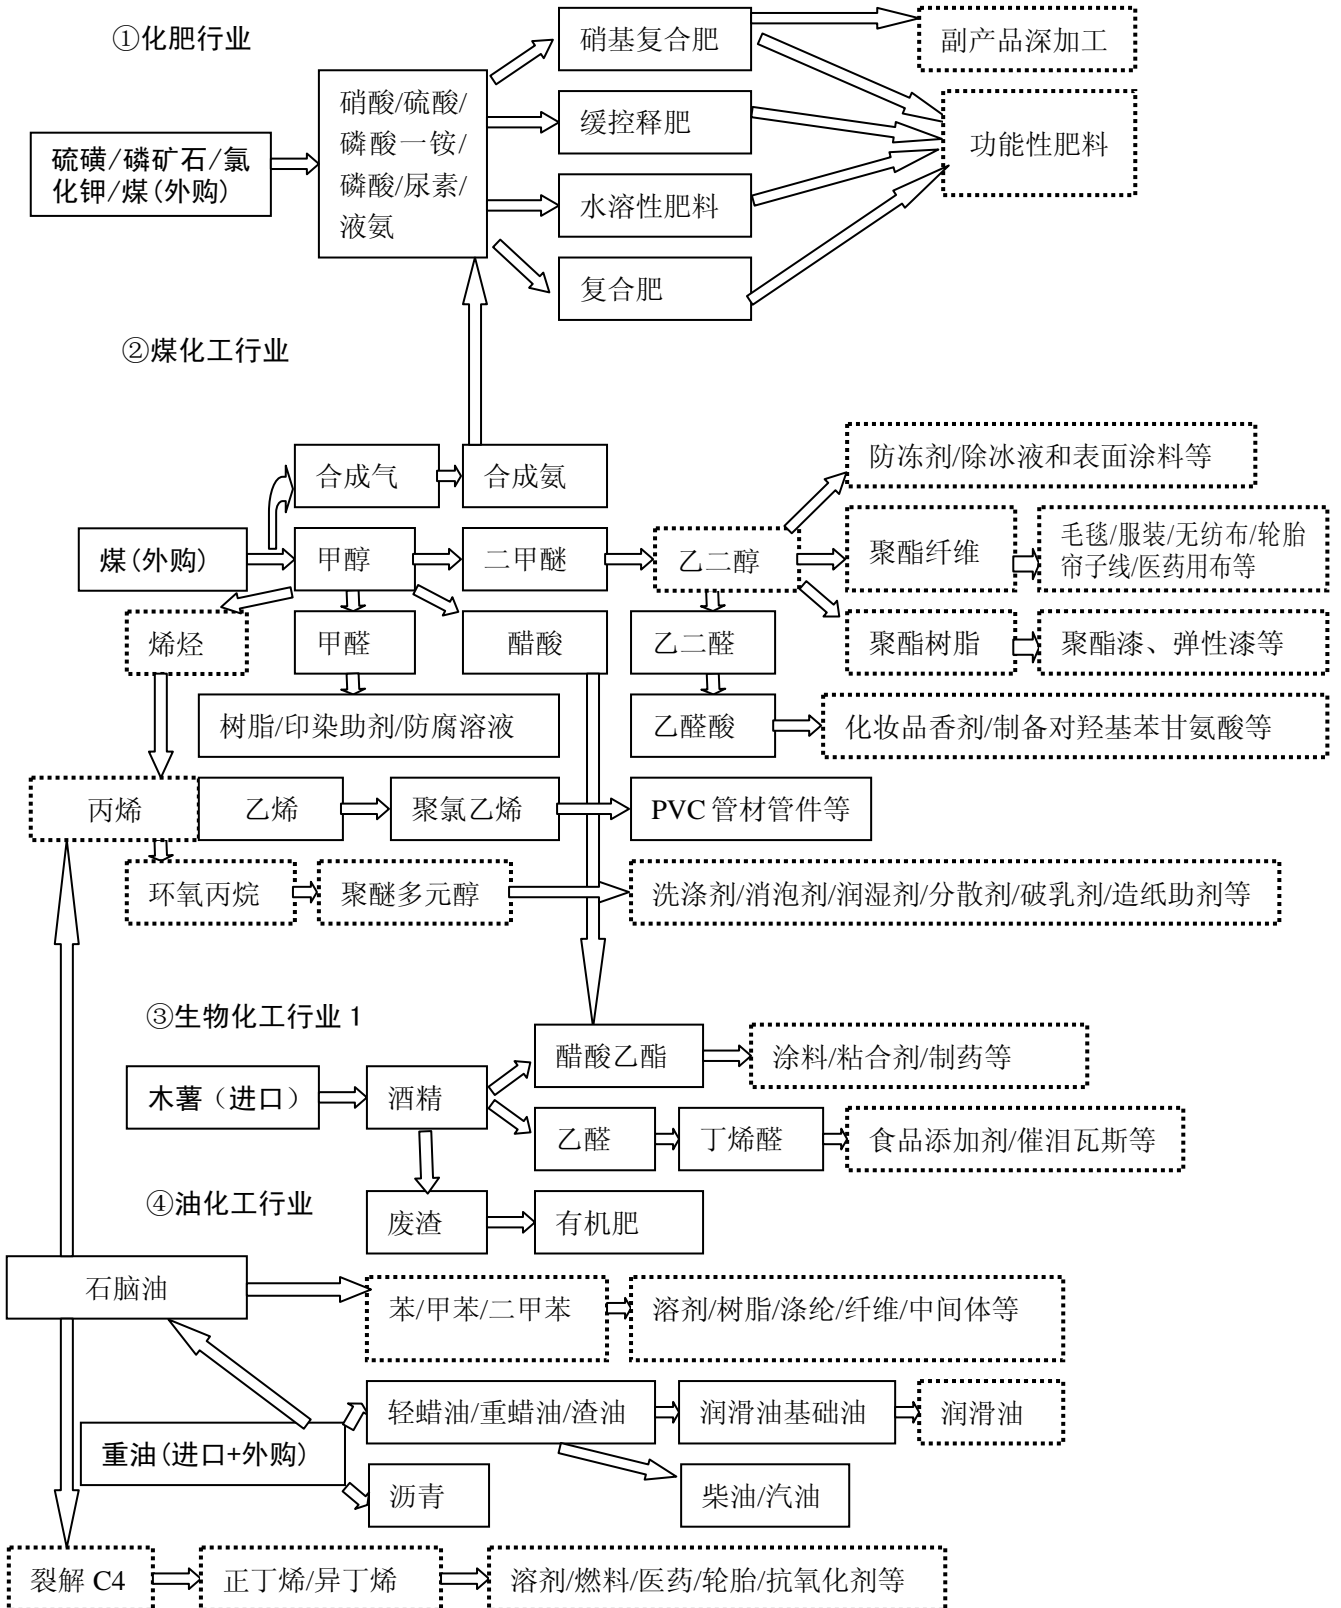 ①化肥行业
硝基复合肥
副产品深加工
硝酸/硫酸/
磷酸一铵/
磷酸/尿素/
液氨
缓控释肥
功能性肥料
硫磺/磷矿石/氯
化钾/煤(外购)
水溶性肥料
复合肥
②煤化工行业
防冻剂/除冰液和表面涂料等
合成气
合成氨
煤(外购)
甲醇
二甲醚
乙二醇
聚酯纤维
毛毯/服装/无纺布/轮胎
帘子线/医药用布等
烯烃
甲醛
醋酸
乙二醛
聚酯树脂
聚酯漆、弹性漆等
树脂/印染助剂/防腐溶液
乙醛酸
化妆品香剂/制备对羟基苯甘氨酸等
丙烯
乙烯
聚氯乙烯
PVC 管材管件等
环氧丙烷
聚醚多元醇
洗涤剂/消泡剂/润湿剂/分散剂/破乳剂/造纸助剂等
③生物化工行业 1
醋酸乙酯
涂料/粘合剂/制药等
木薯（进口）
酒精
乙醛
丁烯醛
食品添加剂/催泪瓦斯等
④油化工行业
废渣
有机肥
石脑油
苯/甲苯/二甲苯
溶剂/树脂/涤纶/纤维/中间体等
轻蜡油/重蜡油/渣油
润滑油基础油
润滑油
重油(进口+外购)
沥青
柴油/汽油
裂解 C4
正丁烯/异丁烯
溶剂/燃料/医药/轮胎/抗氧化剂等